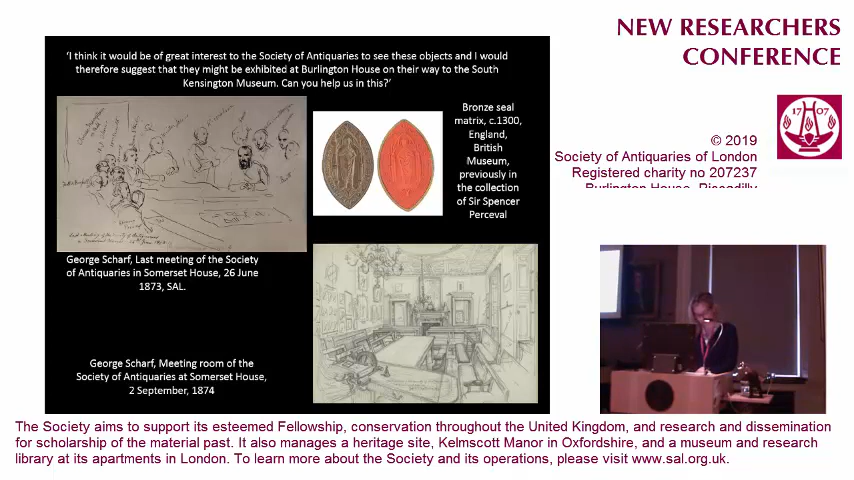 NEW RESEARCHERS
CONFERENCE
'I think it would be of great interest to the Society of Antiquaries to see these objects and I would
therefore suggest that they might be exhibited at Burlington House on their way to the South
Kensington Museum. Can you help us in this?'
Bronze seal
matrix, c.1300,
England,
British
Museum,
previously in
the collection
of Sir Spencer
Perceval
George Scharf, Last meeting of the Society
of Antiquaries in Somerset House, 26 June
1873, SAL.
George Scharf, Meeting room of the
Society of Antiquaries at Somerset House,
2 September, 1874
17 07
© 2019
Society of Antiquaries of London
Registered charity no 207237
Burlington House, Piccadilly
The Society aims to support its esteemed Fellowship, conservation throughout the United Kingdom, and research and dissemination
for scholarship of the material past. It also manages a heritage site, Kelmscott Manor in Oxfordshire, and a museum and research
library at its apartments in London. To learn more about the Society and its operations, please visit www.sal.org.uk.